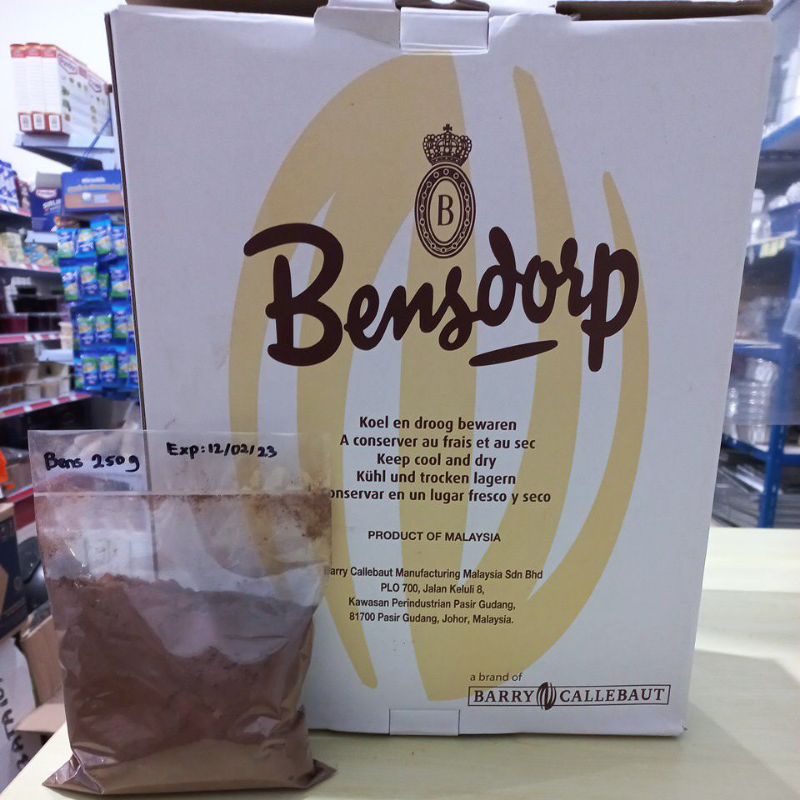 B
Bensdorp
Koel en droog bewaren
A conserver au frais et au sec
Keep cool and dry
Kühl und trocken lagern
onservar en un lugar fresco y seco
PRODUCT OF MALAYSIA
arry Callebaut Manufacturing Malaysia Sdn Bhd
PLO 700, Jalan Keluli 8,
Kawasan Perindustrian Pasir Gudang,
81700 Pasir Gudang, Johor, Malaysia.
a brand of
BARRY CALLEBAUT
Bens 250g Exp: 12/02/23